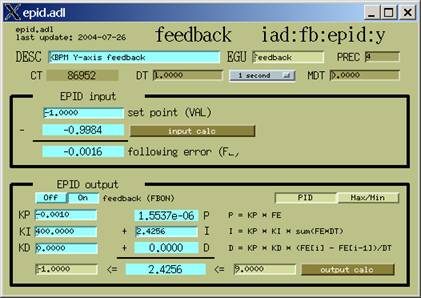 epid.adl
epid.adl
last update: 2004-07-26
feedback iad:fb:epid:y
DESC XBPM Y-axis feedback EGU feedback PREC 4
CT 86952 DT 1.0000 1 second MDT 0.0000
EPID input
-1.0000 set point (VAL)
- -0.9984 input calc
-0.0016 following error (F
EPID output
Off On feedback (FBON) PID Max/Min
KP -0.0010 1.5537e-06 P P = KP * FE
KI 400.0000 + 2.4256 I I = KP * KI * sum(FE*DT)
KD 0.0000 + 0.0000 D D = KP * KD * (FE[i] - FE[i-1])/DT
-1.0000 <= 2.4256 <= 9.0000 output calc